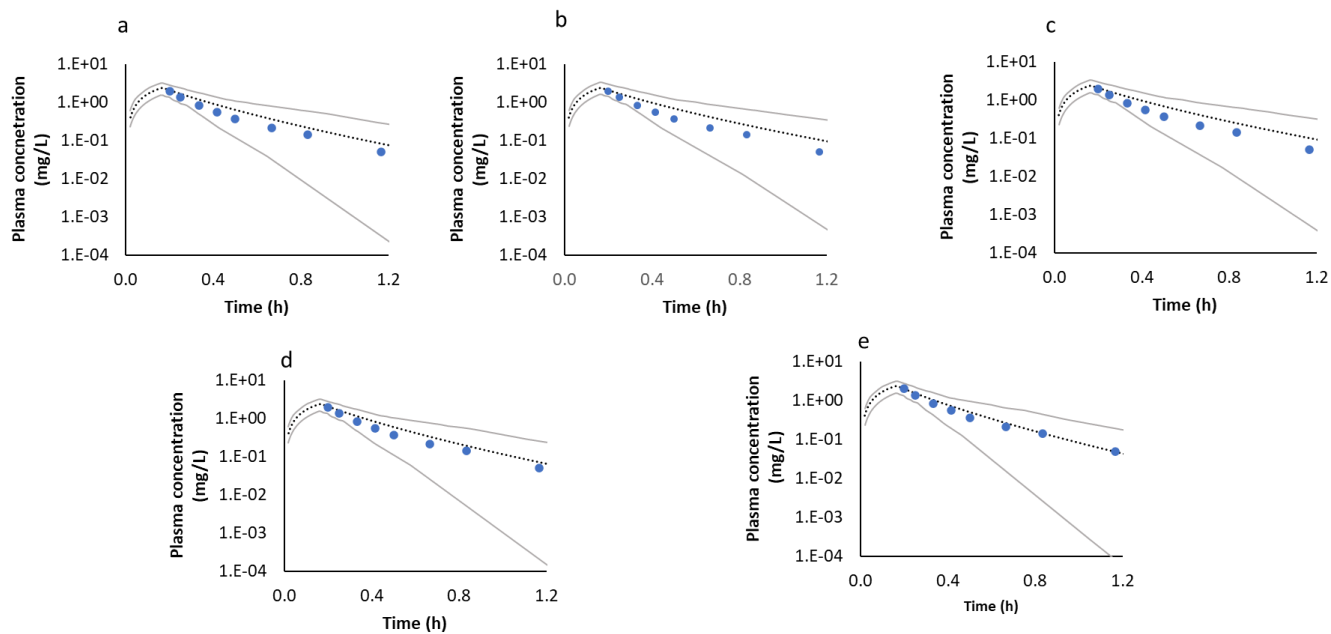 a
Plasma concnetration
(mg/L)
1.E+01
1.E+00
1.E-01
1.E-02
1.E-03
1.E-04
0.0
0.4
0.8
1.2
Time (h)
b
Plasma concentration
(mg/L)
1.E+01
1.E+00
1.E-01
1.E-02
1.E-03
1.E-04
0.0
0.4
0.8
1.2
Time (h)
c
Plasma concentration
(mg/L)
1.E+01
1.E+00
1.E-01
1.E-02
1.E-03
1.E-04
0.0
0.4
0.8
1.2
Time (h)
d
Plasma concentration
(mg/L)
1.E+01
1.E+00
1.E-01
1.E-02
1.E-03
1.E-04
0.0
0.4
0.8
1.2
Time (h)
e
Plasma concentration
(mg/L)
1.E+01
1.E+00
1.E-01
1.E-02
1.E-03
1.E-04
0.0
0.4
0.8
1.2
Time (h)